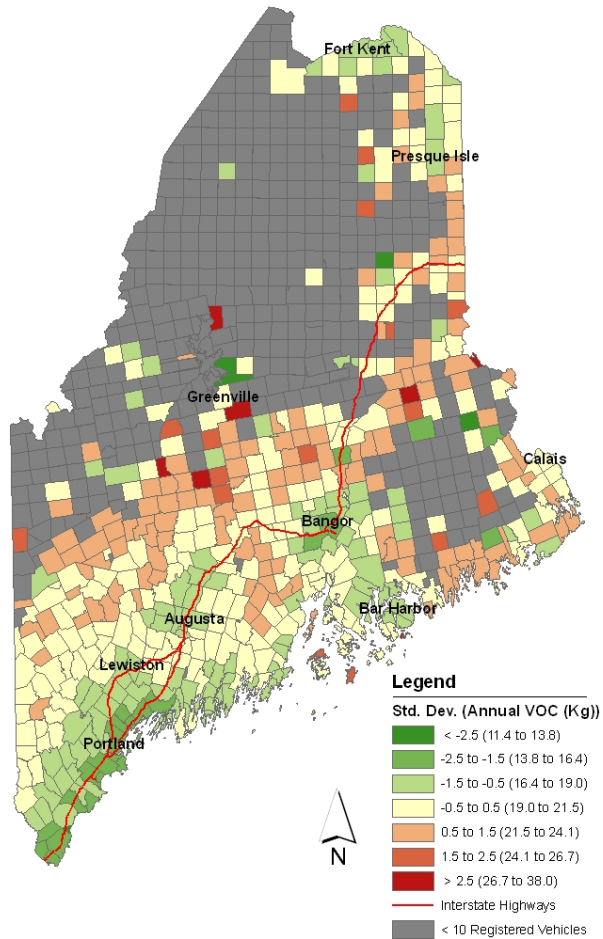 Fort Kent
Presque Isle
Greenville
Calais
Bangor
Bar Harbor
Augusta
Lewiston
Portland
N
Legend
Std. Dev. (Annual VOC (Kg))
< -2.5 (11.4 to 13.8)
-2.5 to -1.5 (13.8 to 16.4)
-1.5 to -0.5 (16.4 to 19.0)
-0.5 to 0.5 (19.0 to 21.5)
0.5 to 1.5 (21.5 to 24.1)
1.5 to 2.5 (24.1 to 26.7)
> 2.5 (26.7 to 38.0)
Interstate Highways
< 10 Registered Vehicles